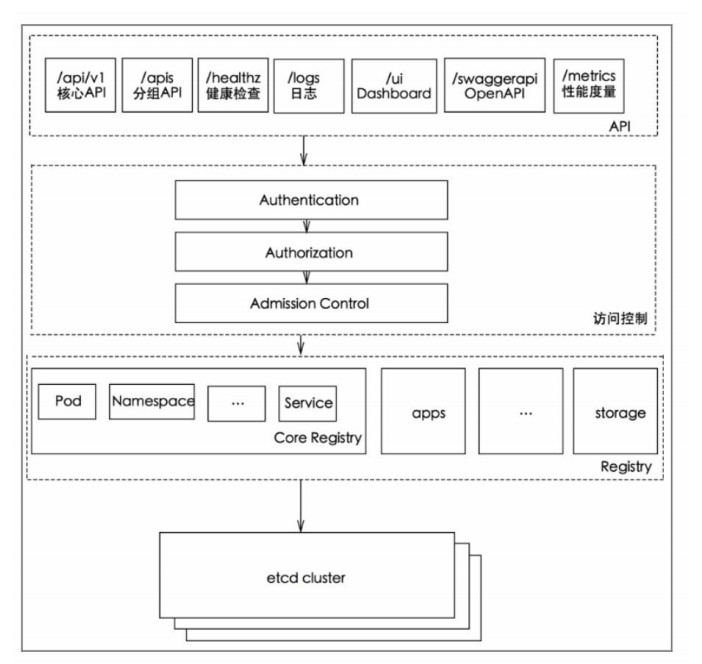 /api/v1
核心API
/apis
分组API
/healthz
健康检查
/logs
日志
/ui
Dashboard
/swaggerapi
OpenAPI
/metrics
性能度量
API
Authentication
Authorization
Admission Control
访问控制
Pod
Namespace
...
Service
Core Registry
apps
...
storage
Registry
etcd cluster